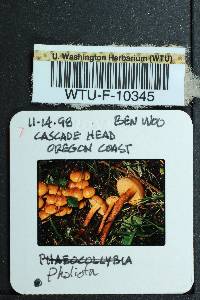 U. Washington Herbarium (WTU)
WTU-F-10345
11-14-98 BEN WOO
CASCADE HEAD
OREGON COAST
PHAEOCOLLYBIA
Pholiota